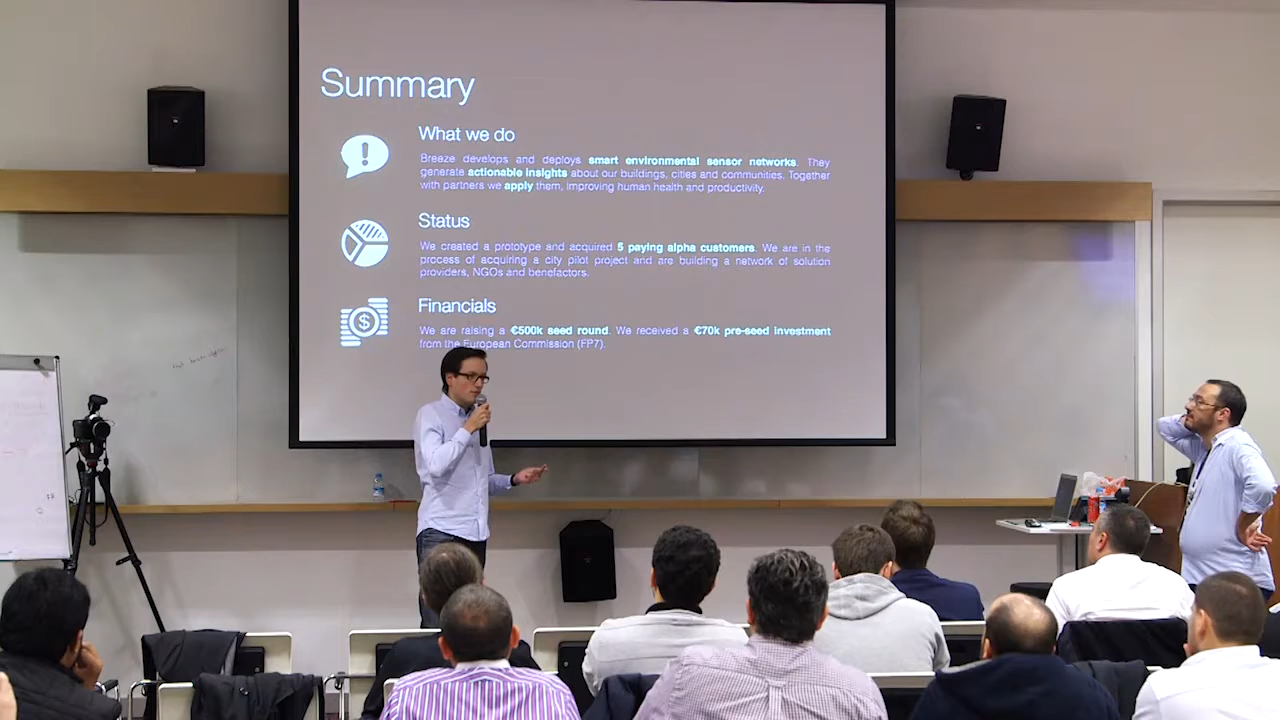 Summary
What we do
Breeze develops and deploys smart environmental sensor networks. They
generate actionable insights about our buildings, cities and communities. Together
with partners we apply them, improving human health and productivity.
Status
We created a prototype and acquired 5 paying alpha customers. We are in the
process of acquiring a city pilot project and are building a network of solution
providers, NGOs and benefactors.
Financials
We are raising a €500k seed round. We received a €70k pre-seed investment
from the European Commission (FP7).